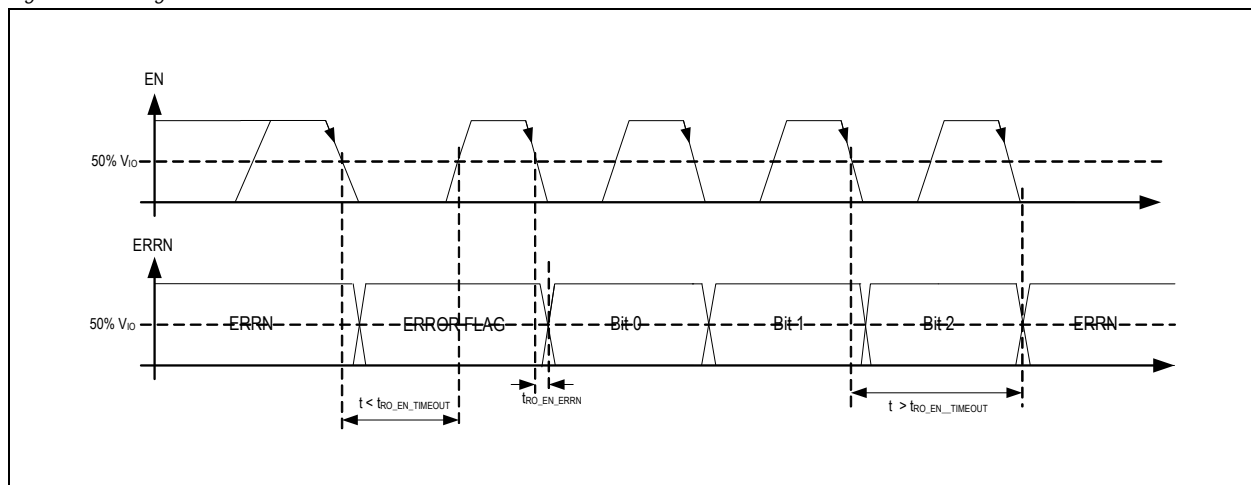 EN
50% VIO
ERRN
50% VIO
ERRN
ERROR FLAG
Bit 0
Bit 1
Bit 2
ERRN
t < tRO_EN_TIMEOUT
tRO_EN_ERRN
t > tRO_EN__TIMEOUT